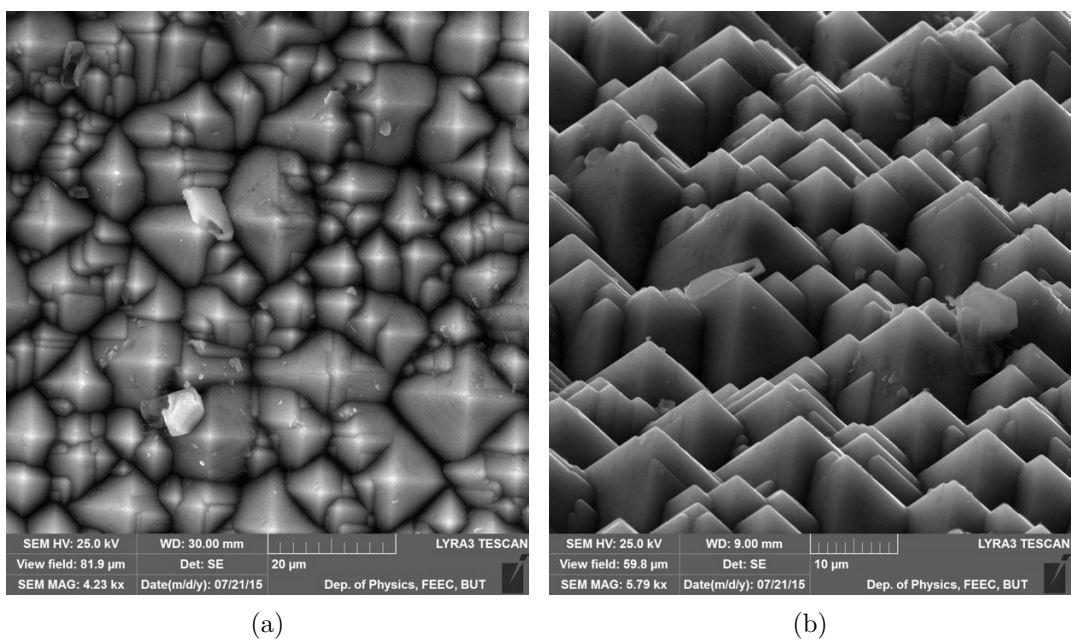 SEM HV: 25.0 kV WD: 30.00 mm LYRA3 TESCAN
View field: 81.9 µm Det: SE 20 µm
SEM MAG: 4.23 kx Date(m/d/y): 07/21/15 Dep. of Physics, FEEC, BUT
(a)
SEM HV: 25.0 kV WD: 9.00 mm LYRA3 TESCAN
View field: 59.8 µm Det: SE 10 µm
SEM MAG: 5.79 kx Date(m/d/y): 07/21/15 Dep. of Physics, FEEC, BUT
(b)